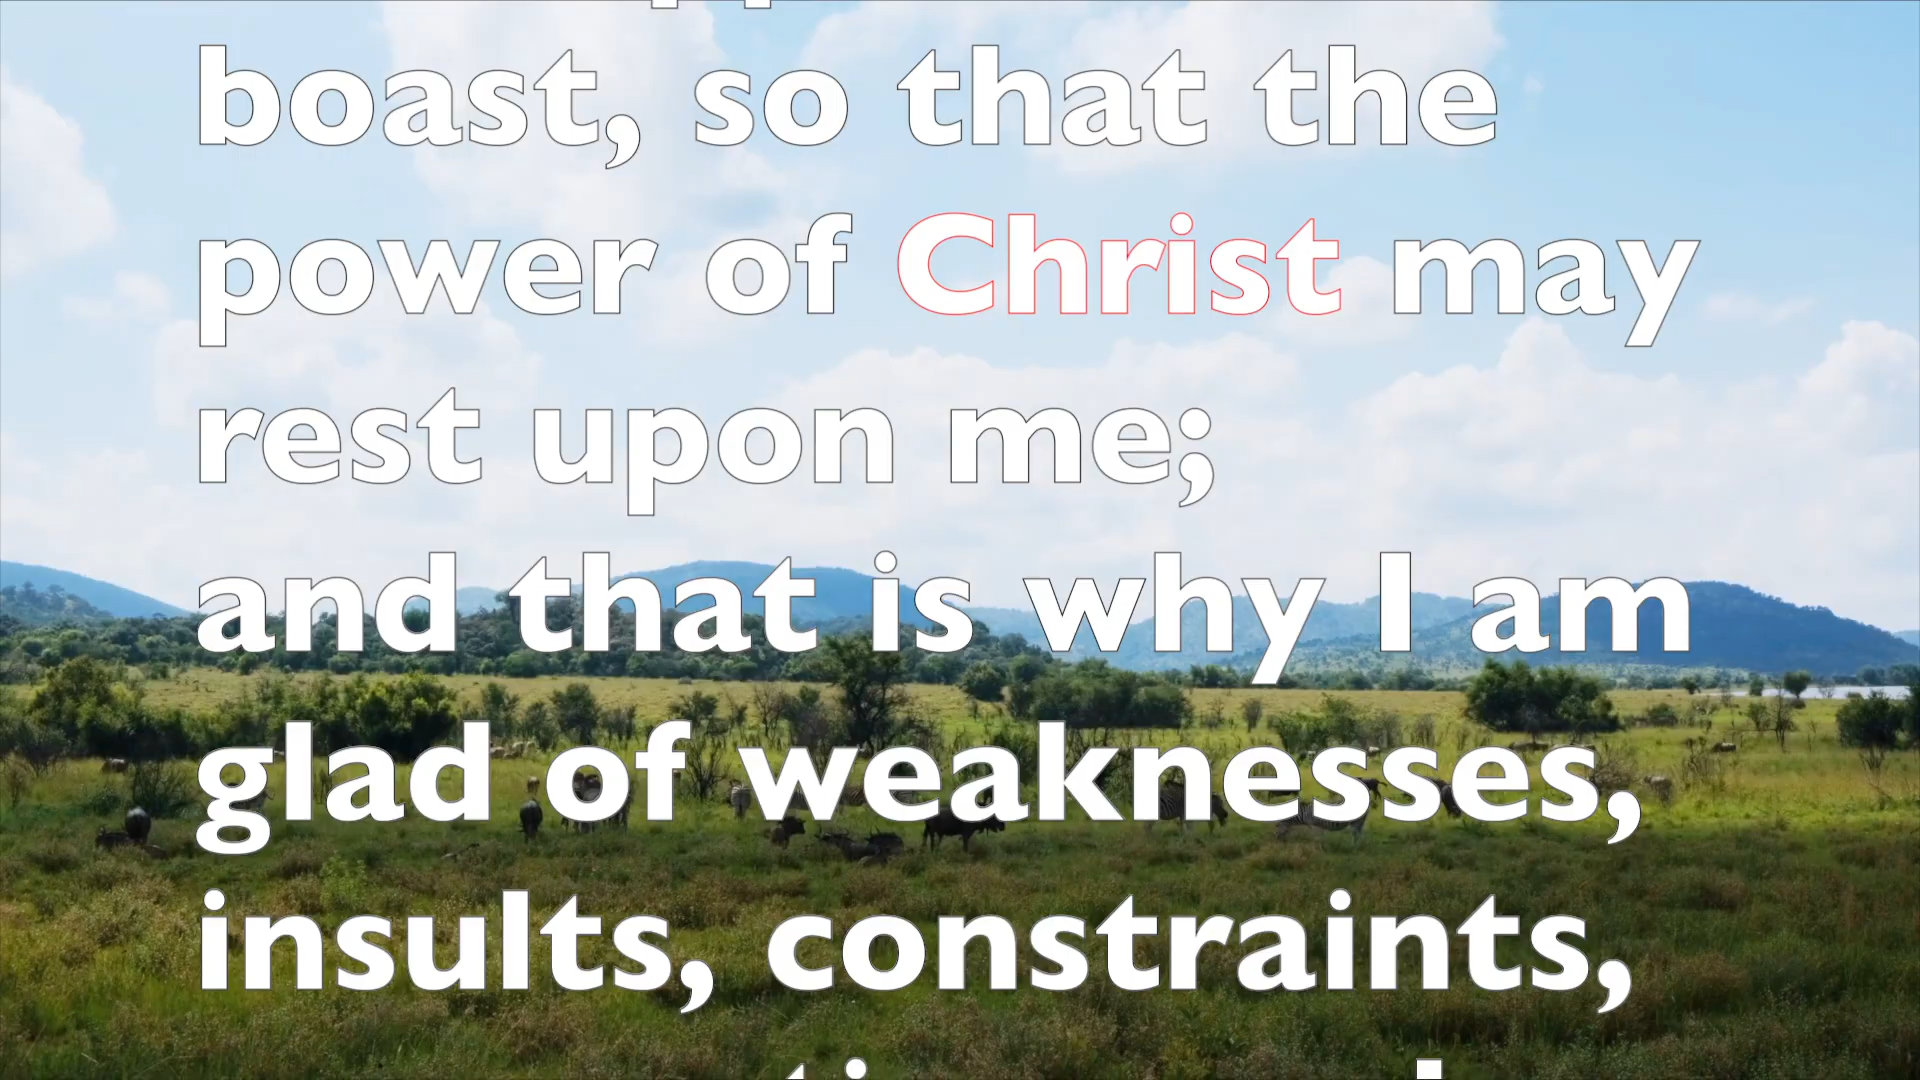 boast, so that the
power of Christ may
rest upon me;
and that is why I am
glad of weaknesses,
insults, constraints,